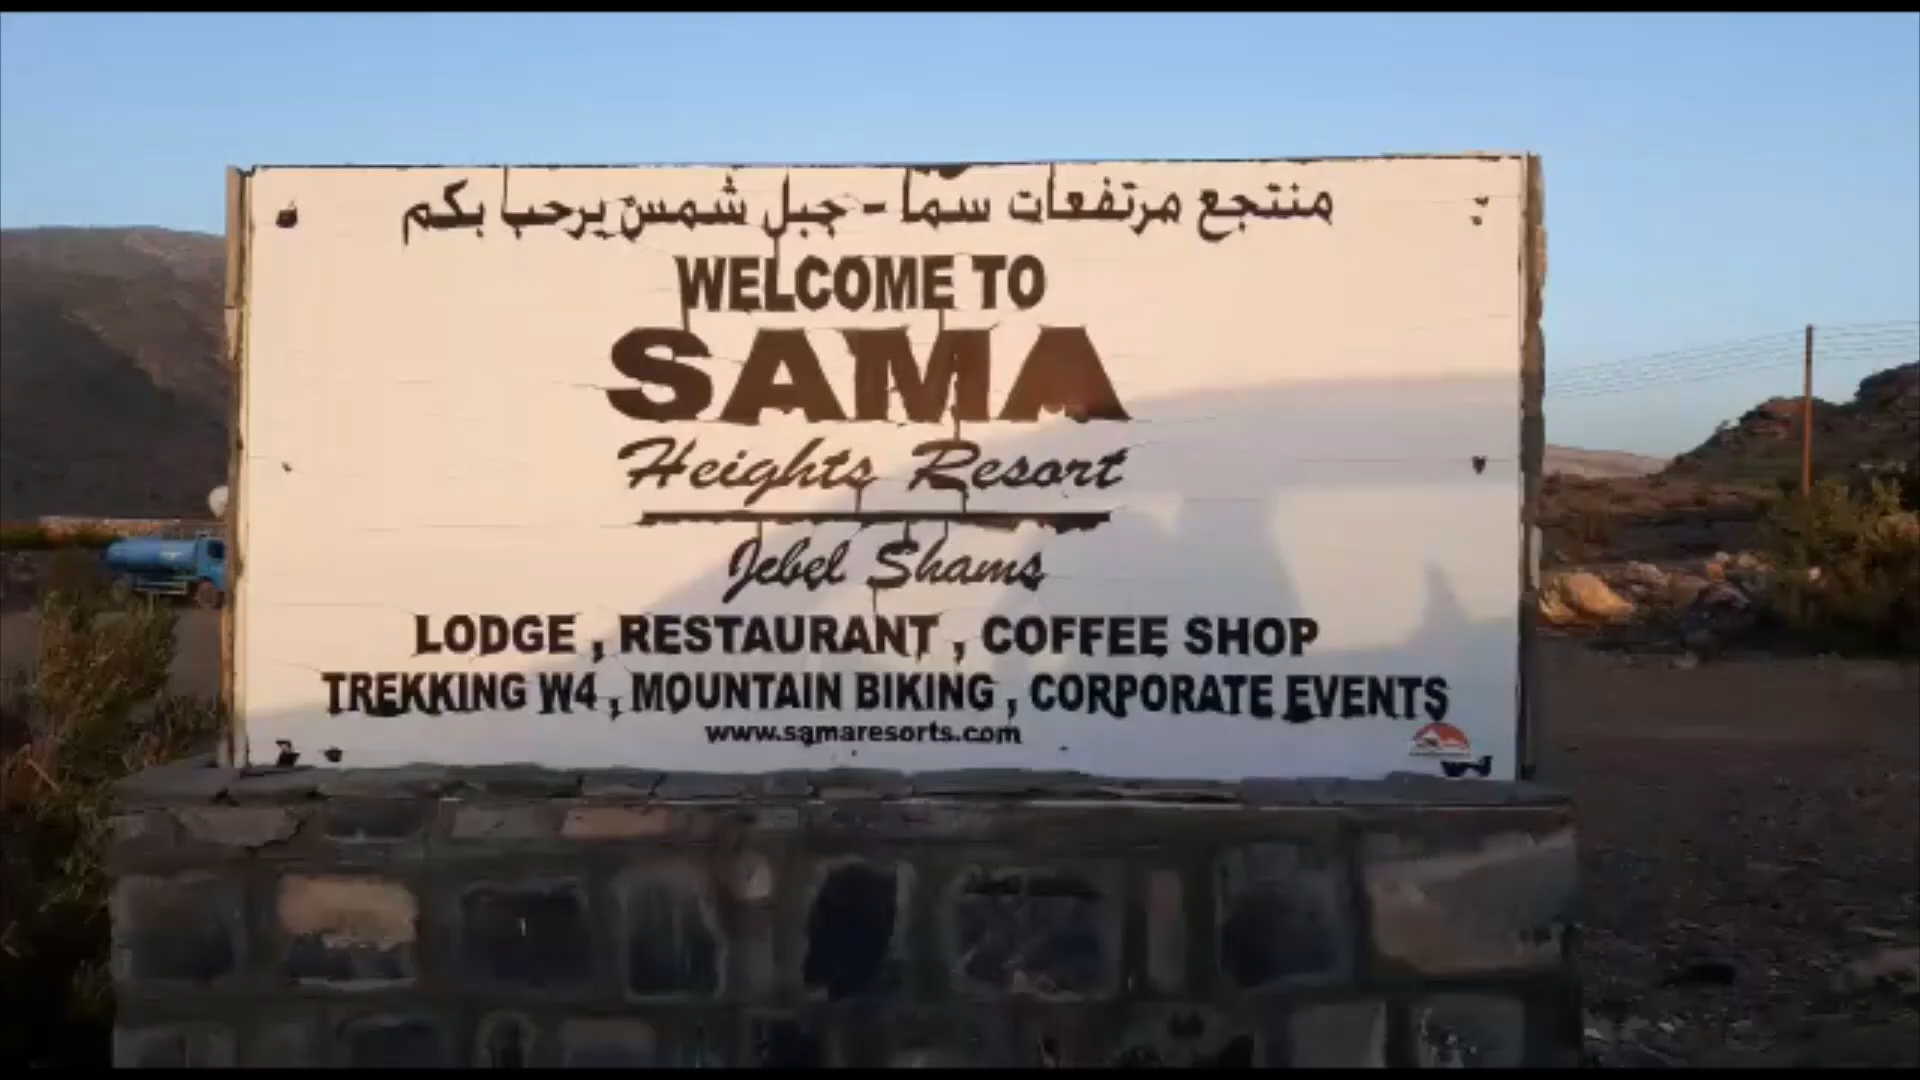 منتجع مرتفعات سما - جبل شمس يرحب بكم
WELCOME TO
SAMA
Heights Resort
Jebel Shams
LODGE , RESTAURANT , COFFEE SHOP
TREKKING W4 , MOUNTAIN BIKING , CORPORATE EVENTS
www.samaresorts.com